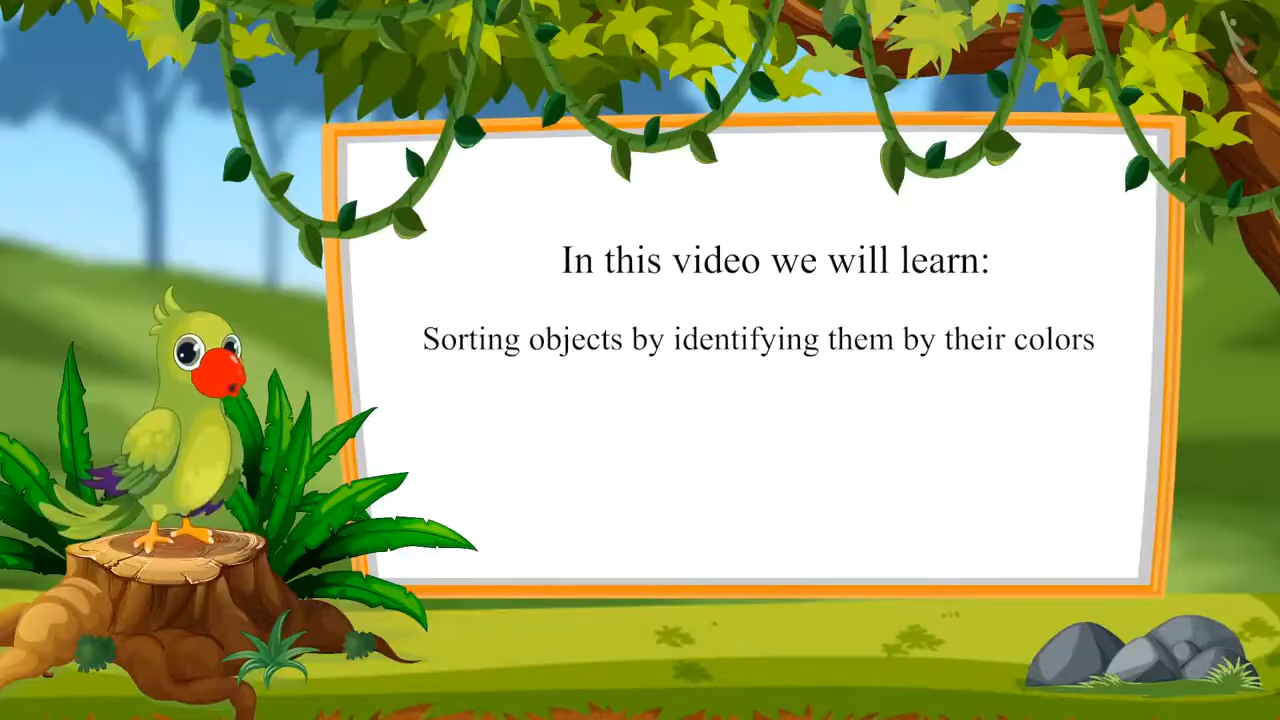 In this video we will learn:
Sorting objects by identifying them by their colors